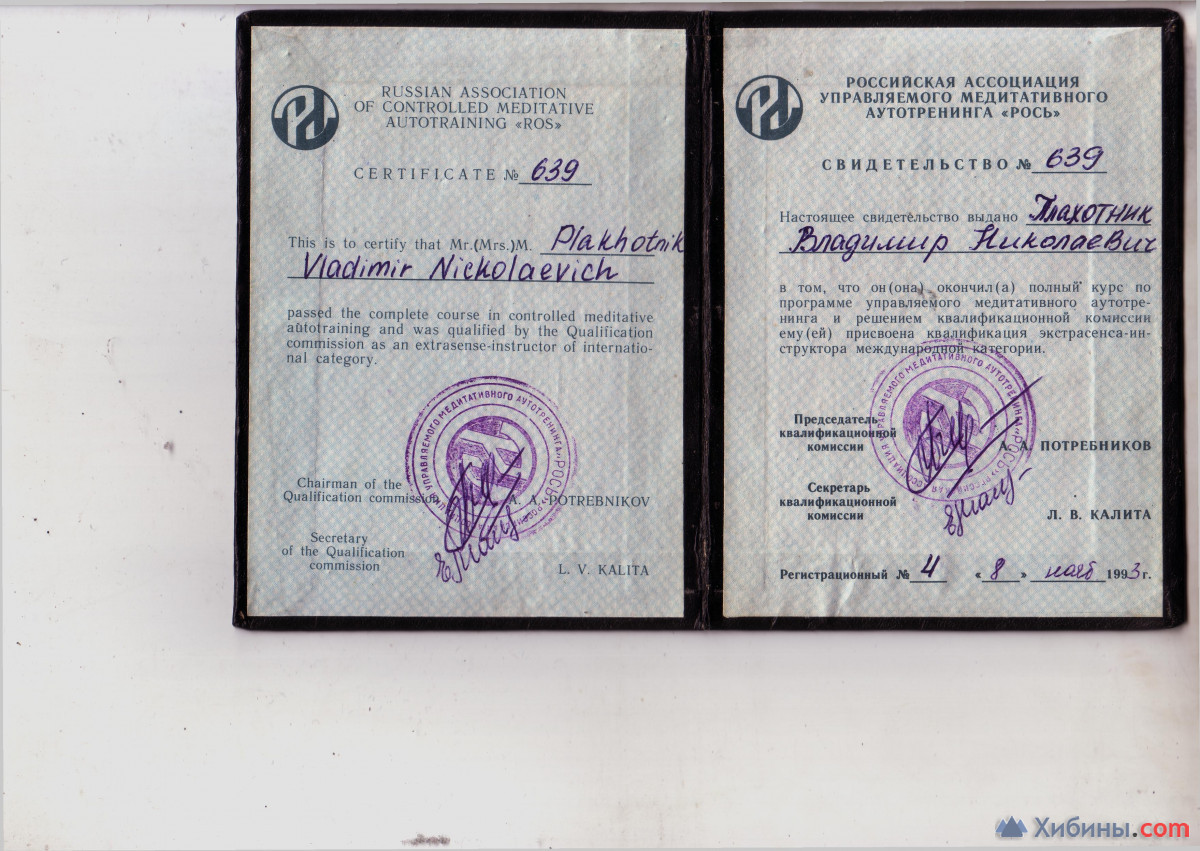 RUSSIAN ASSOCIATION
OF CONTROLLED MEDITATIVE
AUTOTRAINING «ROS»
CERTIFICATE № 639
This is to certify that Mr.(Mrs.)M. Plakhotnik
Vladimir Nickolaevich
passed the complete course in controlled meditative
autotraining and was qualified by the Qualification
commission as an extrasense-instructor of internatio-
nal category.
Chairman of the
Qualification commission A. A. POTREBNIKOV
Secretary
of the Qualification
commission
L. V. KALITA
УПРАВЛЯЕМОГО МЕДИТАТИВНОГО АУТОТРЕНИНГА «РОСЬ»
РОССИЙСКАЯ АССОЦИАЦИЯ
УПРАВЛЯЕМОГО МЕДИТАТИВНОГО
АУТОТРЕНИНГА «РОСЬ»
СВИДЕТЕЛЬСТВО № 639
Настоящее свидетельство выдано Плахотник
Владимир Николаевич
в том, что он(она) окончил(а) полный курс по
программе управляемого медитативного аутотре-
нинга и решением квалификационной комиссии
ему(ей) присвоена квалификация экстрасенса-ин-
структора международной категории.
Председатель
квалификационной
комиссии А. А. ПОТРЕБНИКОВ
Секретарь
квалификационной
комиссии Л. В. КАЛИТА
Регистрационный № 4 «8» нояб 1993 г.
Хибины.com